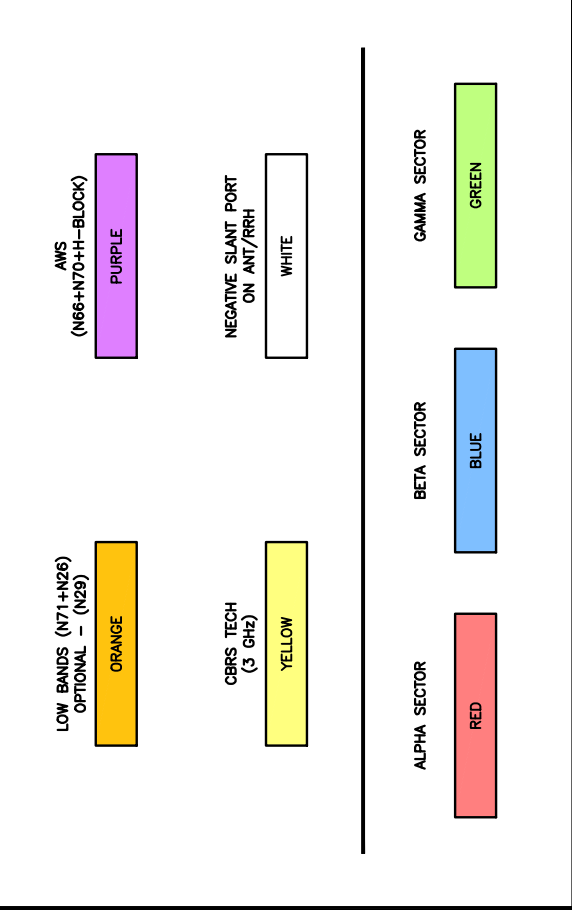 LOW BANDS (N71+N26)
OPTIONAL - (N29)
ORANGE
AWS
(N66+N70+H-BLOCK)
PURPLE
CBRS TECH
(3 GHz)
YELLOW
NEGATIVE SLANT PORT
ON ANT/RRH
WHITE
ALPHA SECTOR
RED
BETA SECTOR
BLUE
GAMMA SECTOR
GREEN